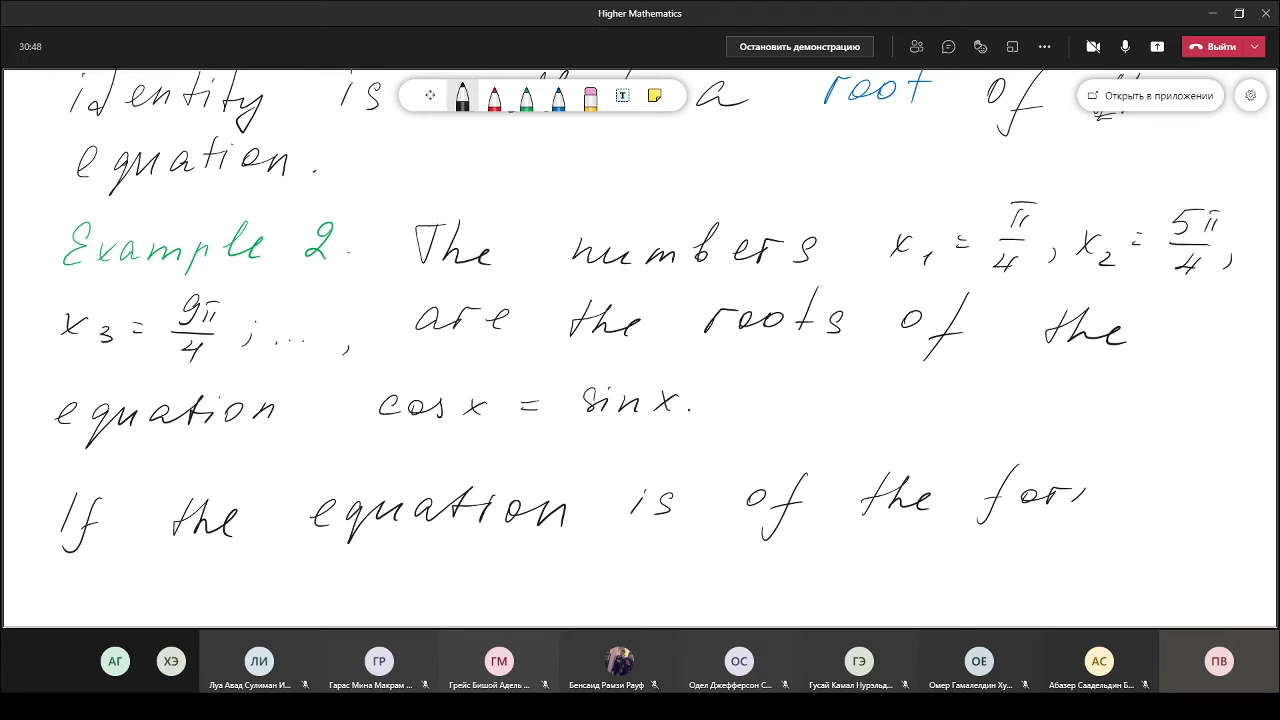 Higher Mathematics
30:48
Остановить демонстрацию
Выйти
identity is a root of
Открыть в приложении
equation.
Example 2. The numbers x₁ = π/4, x₂ = 5π/4,
x₃ = 9π/4; ..., are the roots of the
equation cos x = sin x.
If the equation is of the for
АГ
ХЭ
ЛИ
ГР
ГМ
ОС
ГЭ
ОЕ
АС
ПВ
Луа Авад Сулиман И...
Гарас Мина Макрам ...
Грейс Бишой Адель ...
Бенсаид Рамзи Рауф
Одел Джефферсон С...
Гусай Камал Нурэльд...
Омер Гамалелдин Ху...
Абазер Саадельдин Б...